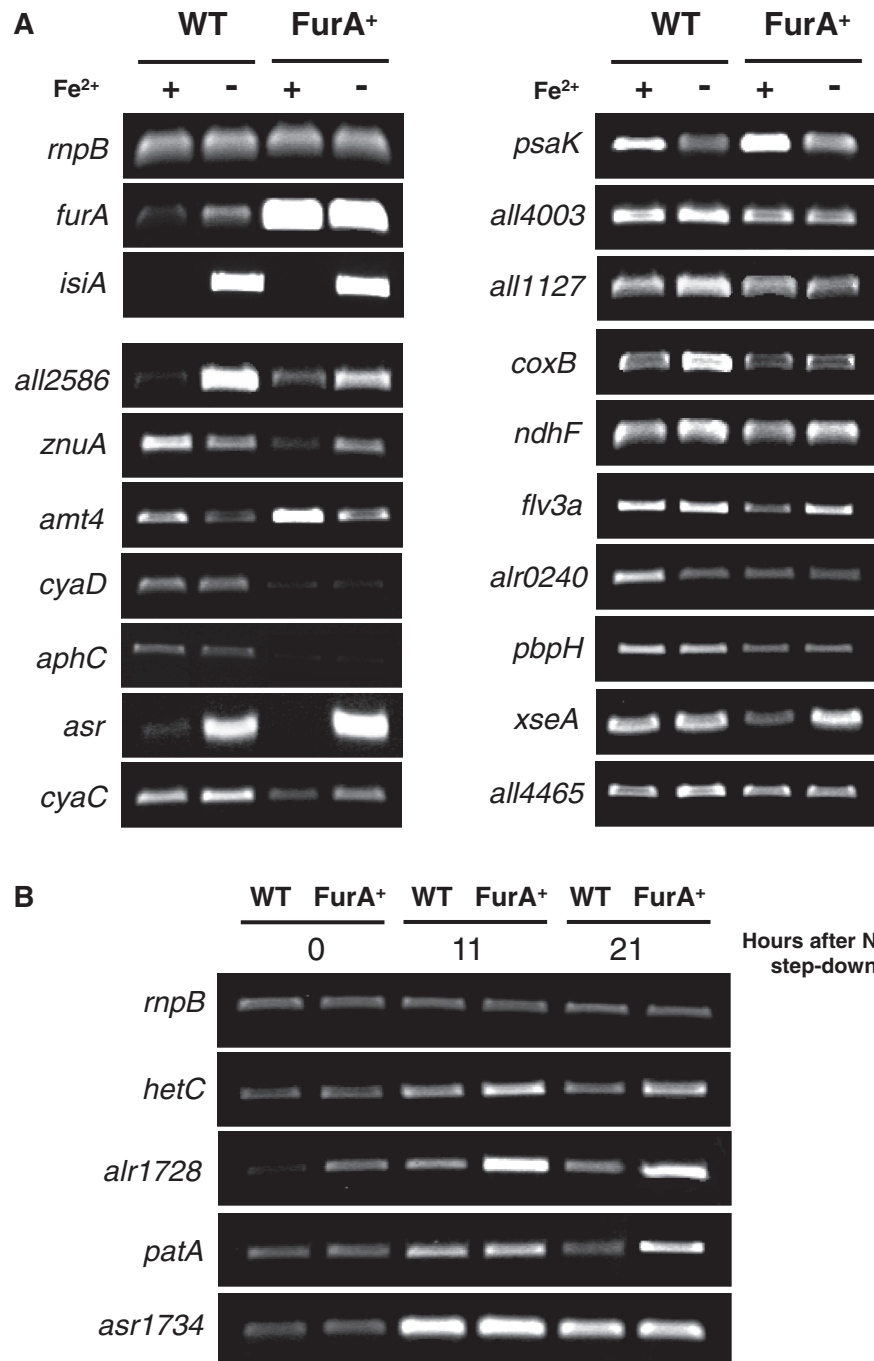 A
WT FurA+
Fe2+ + - + -
rnpB
furA
isiA
all2586
znuA
amt4
cyaD
aphC
asr
cyaC
WT FurA+
Fe2+ + - + -
psaK
all4003
all1127
coxB
ndhF
flv3a
alr0240
pbpH
xseA
all4465
B
WT FurA+ WT FurA+ WT FurA+
0 11 21
Hours after N
step-down
rnpB
hetC
alr1728
patA
asr1734